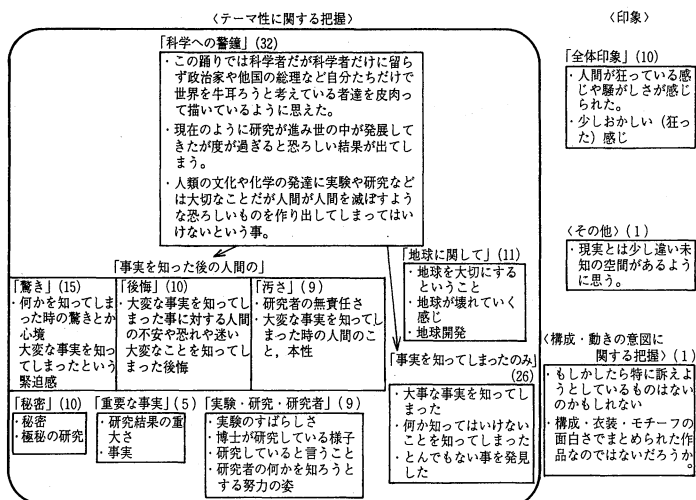 〈テーマ性に関する把握〉
「科学への警鐘」(32)
・この踊りでは科学者だが科学者だけに留ら
ず政治家や他国の総理など自分たちだけで
世界を牛耳ろうと考えている者達を皮肉っ
て描いているように思えた。
・現在のように研究が進み世の中が発展して
きたが度が過ぎると恐ろしい結果が出てし
まう。
・人類の文化や化学の発達に実験や研究など
は大切なことだが人間が人間を滅ぼすよう
な恐ろしいものを作り出してしまってはい
けないという事。
「事実を知った後の人間の」
「驚き」(15)
・何かを知ってしま
った時の驚きとか
心境
大変な事実を知っ
てしまったという
緊迫感
「後悔」(10)
・大変な事実を知ってし
まった事に対する人間
の不安や恐れや迷い
・大変なことを知ってし
まった後悔
「汚さ」(9)
・研究者の無責任さ
・大変な事実を知ってし
まった時の人間のこ
と，本性
「地球に関して」(11)
・地球を大切にする
ということ
・地球が壊れていく
感じ
・地球開発
「事実を知ってしまったのみ」
(26)
・大事な事実を知ってし
まった
・何か知ってはいけない
ことを知ってしまった
・とんでもない事を発見
した
「秘密」(10)
・秘密
・極秘の研究
「重要な事実」(5)
・研究結果の重
大さ
・事実
「実験・研究・研究者」(9)
・実験のすばらしさ
・博士が研究している様子
・研究していると言うこと
・研究者の何かを知ろうとす
る努力の姿
〈印象〉
「全体印象」(10)
・人間が狂っている感
じや騒がしさが感じ
られた。
・少しおかしい（狂っ
た）感じ
〈その他〉(1)
・現実とは少し違い未
知の空間があるよう
に思う。
〈構成・動きの意図に
関する把握〉(1)
・もしかしたら特に訴えよ
うとしているものはない
のかもしれない
・構成・衣装・モチーフの
面白さでまとめられた作
品なのではないだろうか。